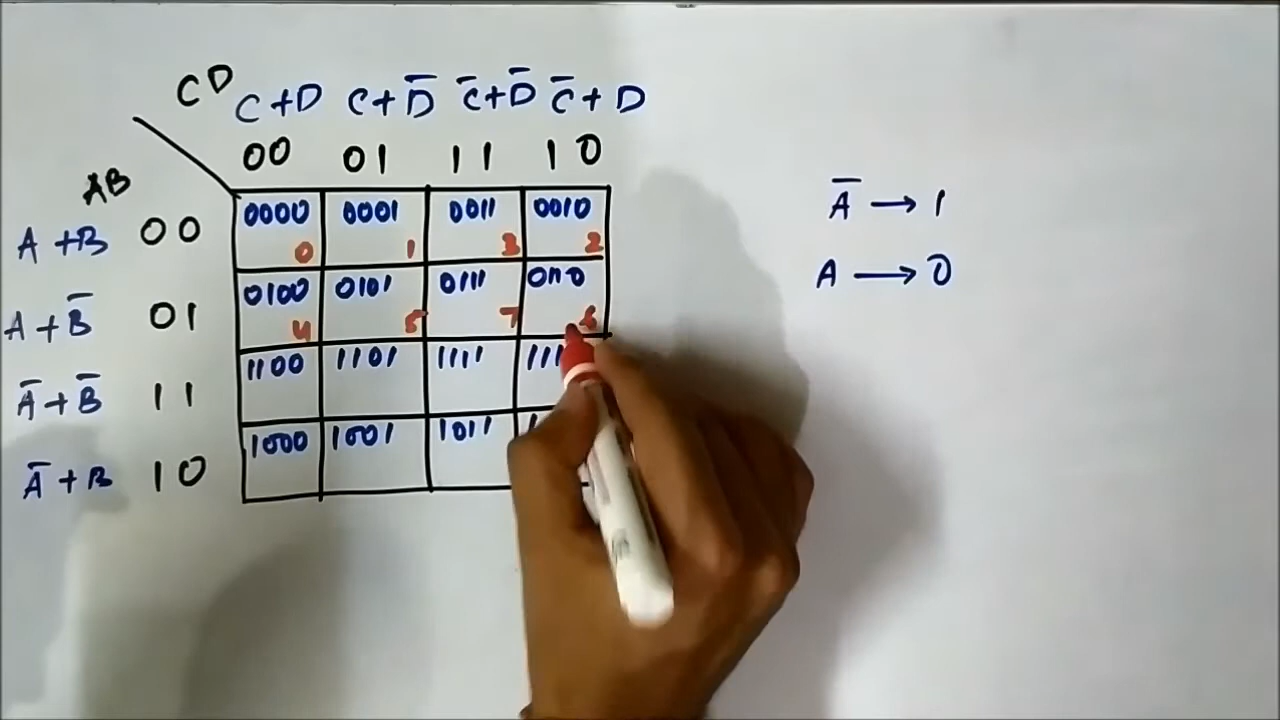 CD C+D C+D̅ C̅+D̅ C̅+D
00 01 11 10
AB
A+B 00 0000 0001 0011 0010
0 1 3 2
A+B̅ 01 0100 0101 0111 0110
4 5 7 6
A̅+B̅ 11 1100 1101 1111 111
A̅+B 10 1000 1001 1011
A̅ → 1
A → 0